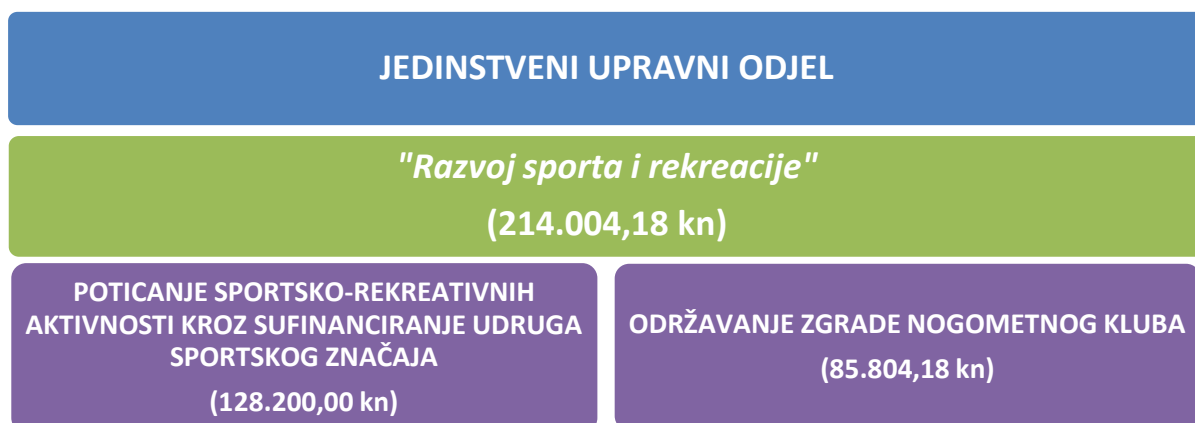 JEDINSTVENI UPRAVNI ODJEL
"Razvoj sporta i rekreacije"
(214.004,18 kn)
POTICANJE SPORTSKO-REKREATIVNIH
AKTIVNOSTI KROZ SUFINANCIRANJE UDRUGA
SPORTSKOG ZNAČAJA
(128.200,00 kn)
ODRŽAVANJE ZGRADE NOGOMETNOG KLUBA
(85.804,18 kn)